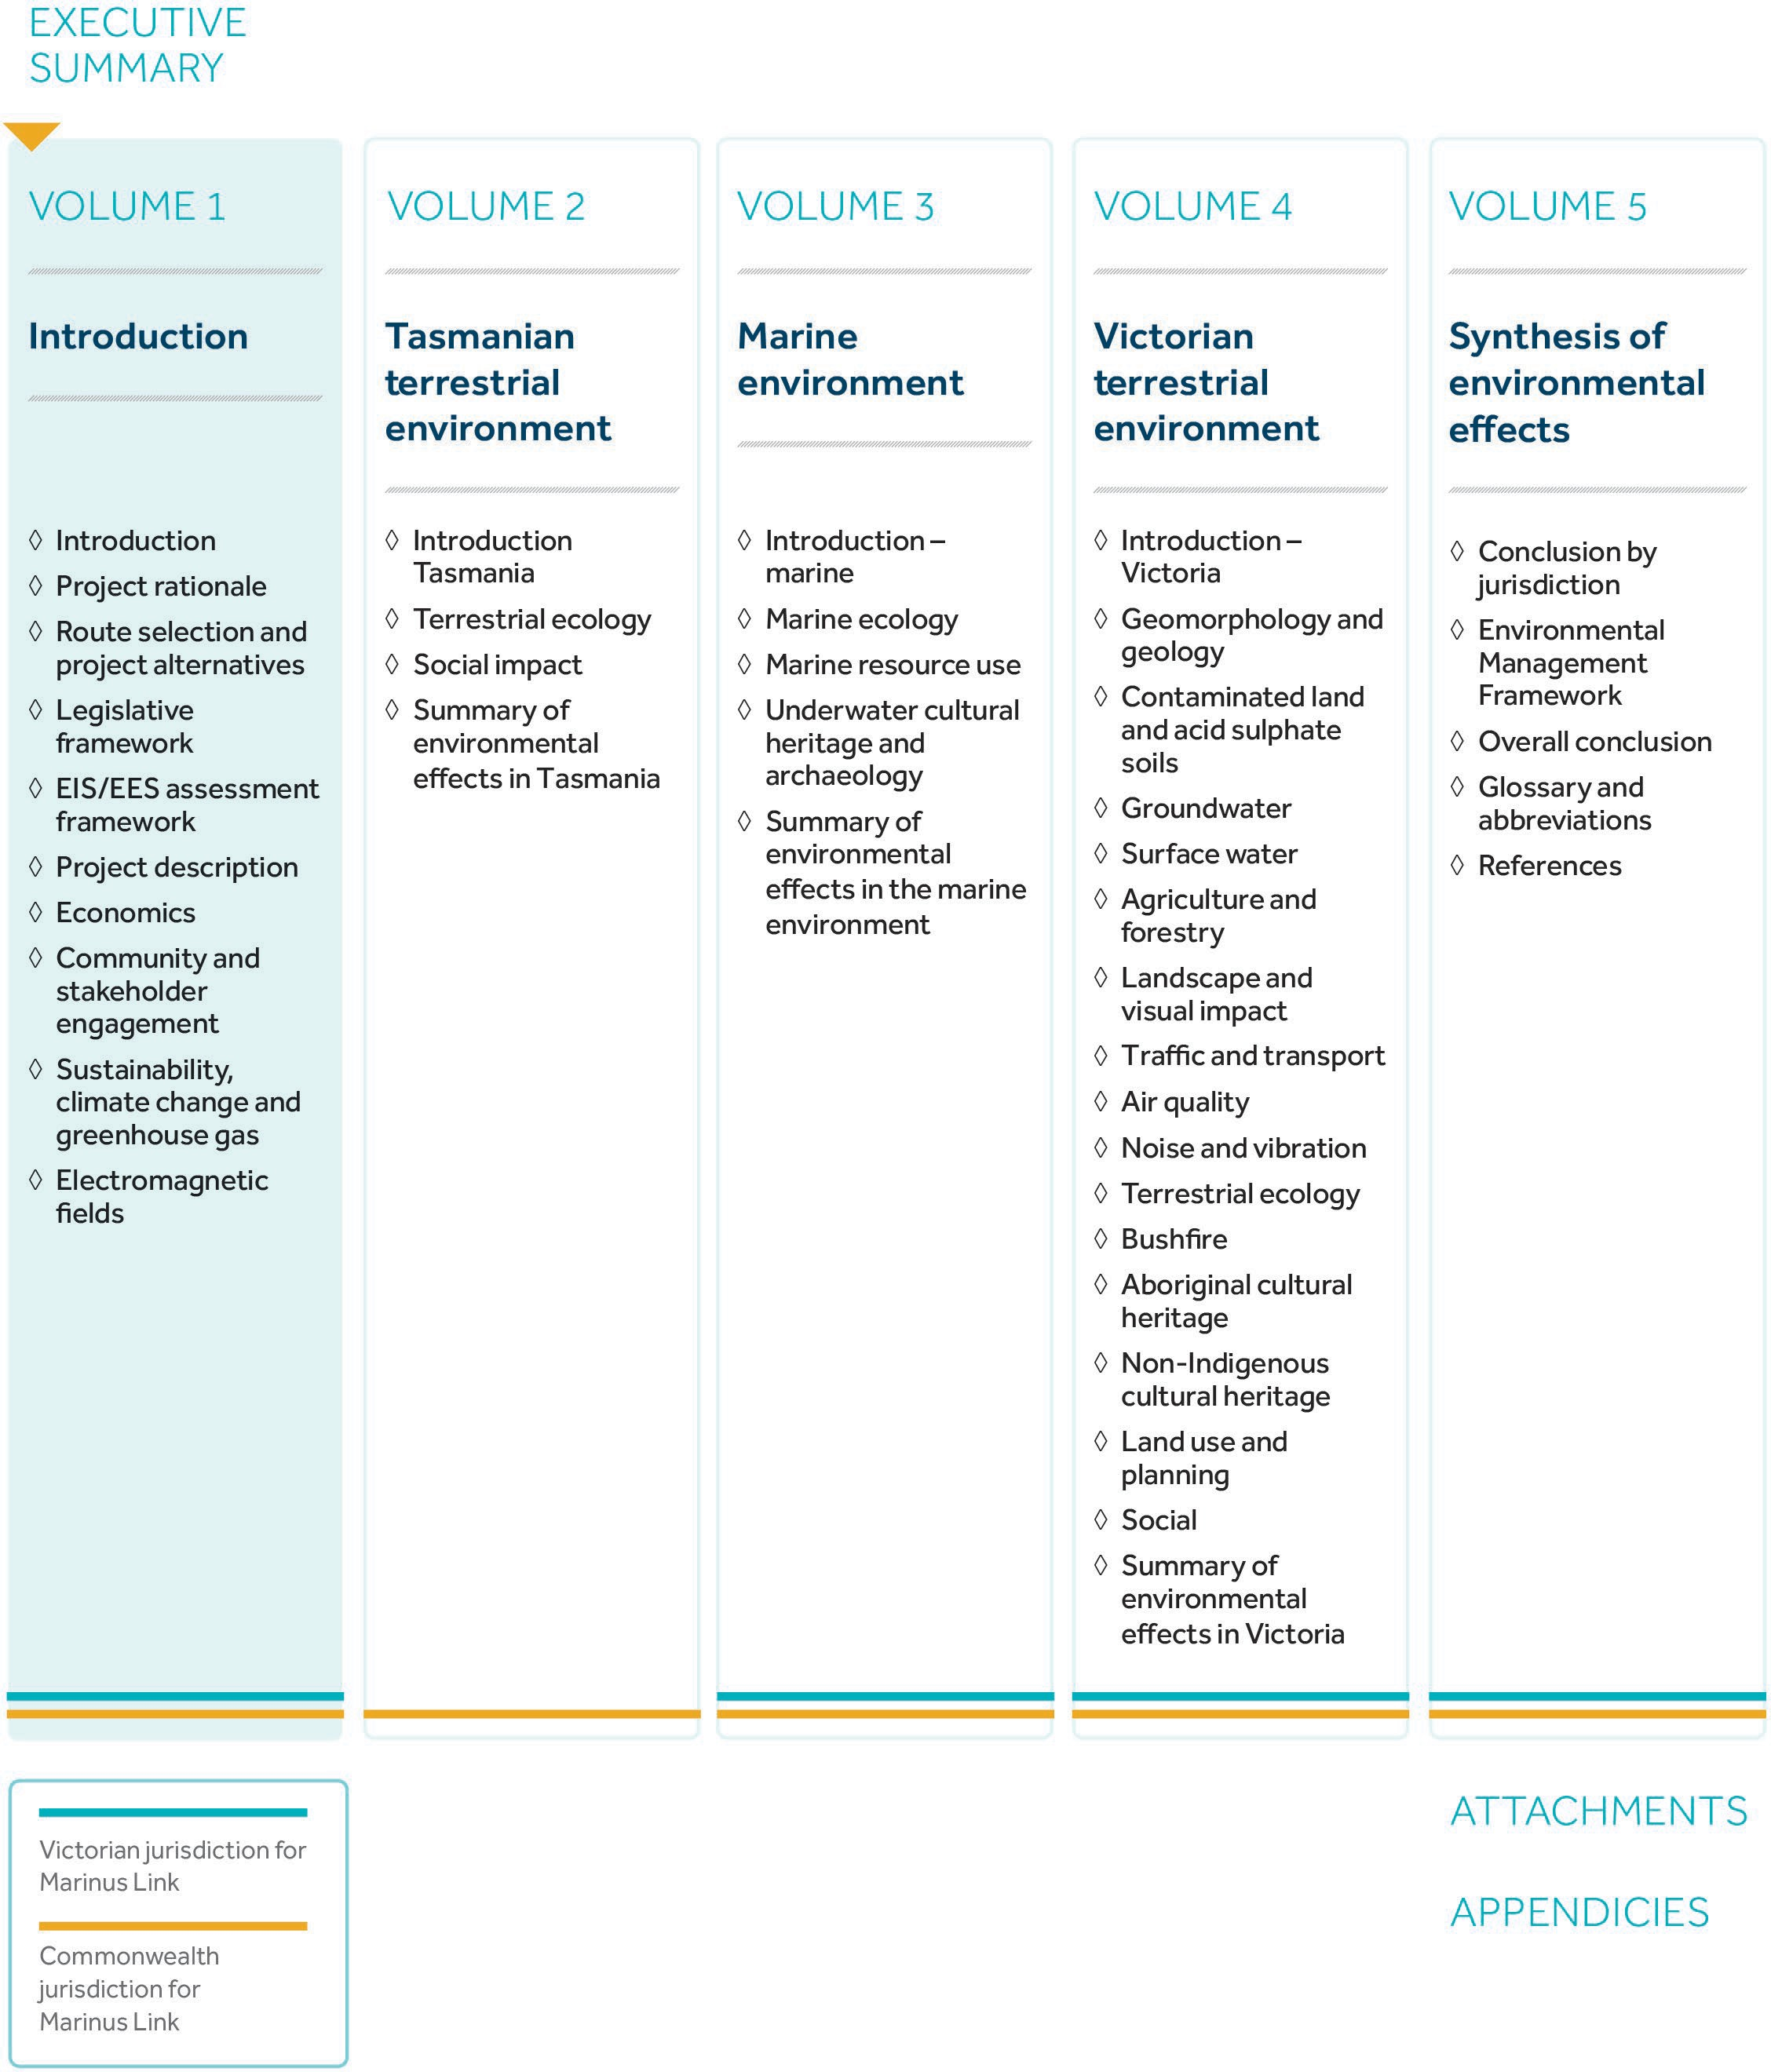 EXECUTIVE
SUMMARY
VOLUME 1
Introduction
◊ Introduction
◊ Project rationale
◊ Route selection and
project alternatives
◊ Legislative
framework
◊ EIS/EES assessment
framework
◊ Project description
◊ Economics
◊ Community and
stakeholder
engagement
◊ Sustainability,
climate change and
greenhouse gas
◊ Electromagnetic
fields
VOLUME 2
Tasmanian
terrestrial
environment
◊ Introduction
Tasmania
◊ Terrestrial ecology
◊ Social impact
◊ Summary of
environmental
effects in Tasmania
VOLUME 3
Marine
environment
◊ Introduction –
marine
◊ Marine ecology
◊ Marine resource use
◊ Underwater cultural
heritage and
archaeology
◊ Summary of
environmental
effects in the marine
environment
VOLUME 4
Victorian
terrestrial
environment
◊ Introduction –
Victoria
◊ Geomorphology and
geology
◊ Contaminated land
and acid sulphate
soils
◊ Groundwater
◊ Surface water
◊ Agriculture and
forestry
◊ Landscape and
visual impact
◊ Traffic and transport
◊ Air quality
◊ Noise and vibration
◊ Terrestrial ecology
◊ Bushfire
◊ Aboriginal cultural
heritage
◊ Non-Indigenous
cultural heritage
◊ Land use and
planning
◊ Social
◊ Summary of
environmental
effects in Victoria
VOLUME 5
Synthesis of
environmental
effects
◊ Conclusion by
jurisdiction
◊ Environmental
Management
Framework
◊ Overall conclusion
◊ Glossary and
abbreviations
◊ References
Victorian jurisdiction for
Marinus Link
Commonwealth
jurisdiction for
Marinus Link
ATTACHMENTS
APPENDICIES